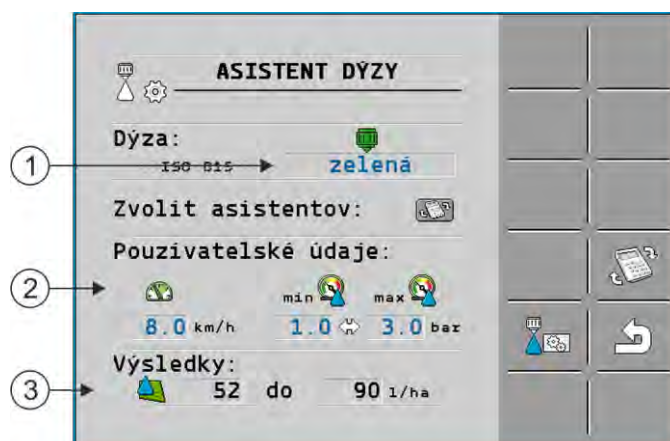 ASISTENT DÝZY
Dýza:
1
ISO 015
zelená
Zvolit asistentov:
Pouzivatelské údaje:
2
min max
8.0 km/h 1.0 3.0 bar
Výsledky:
3
52 do 90 l/ha